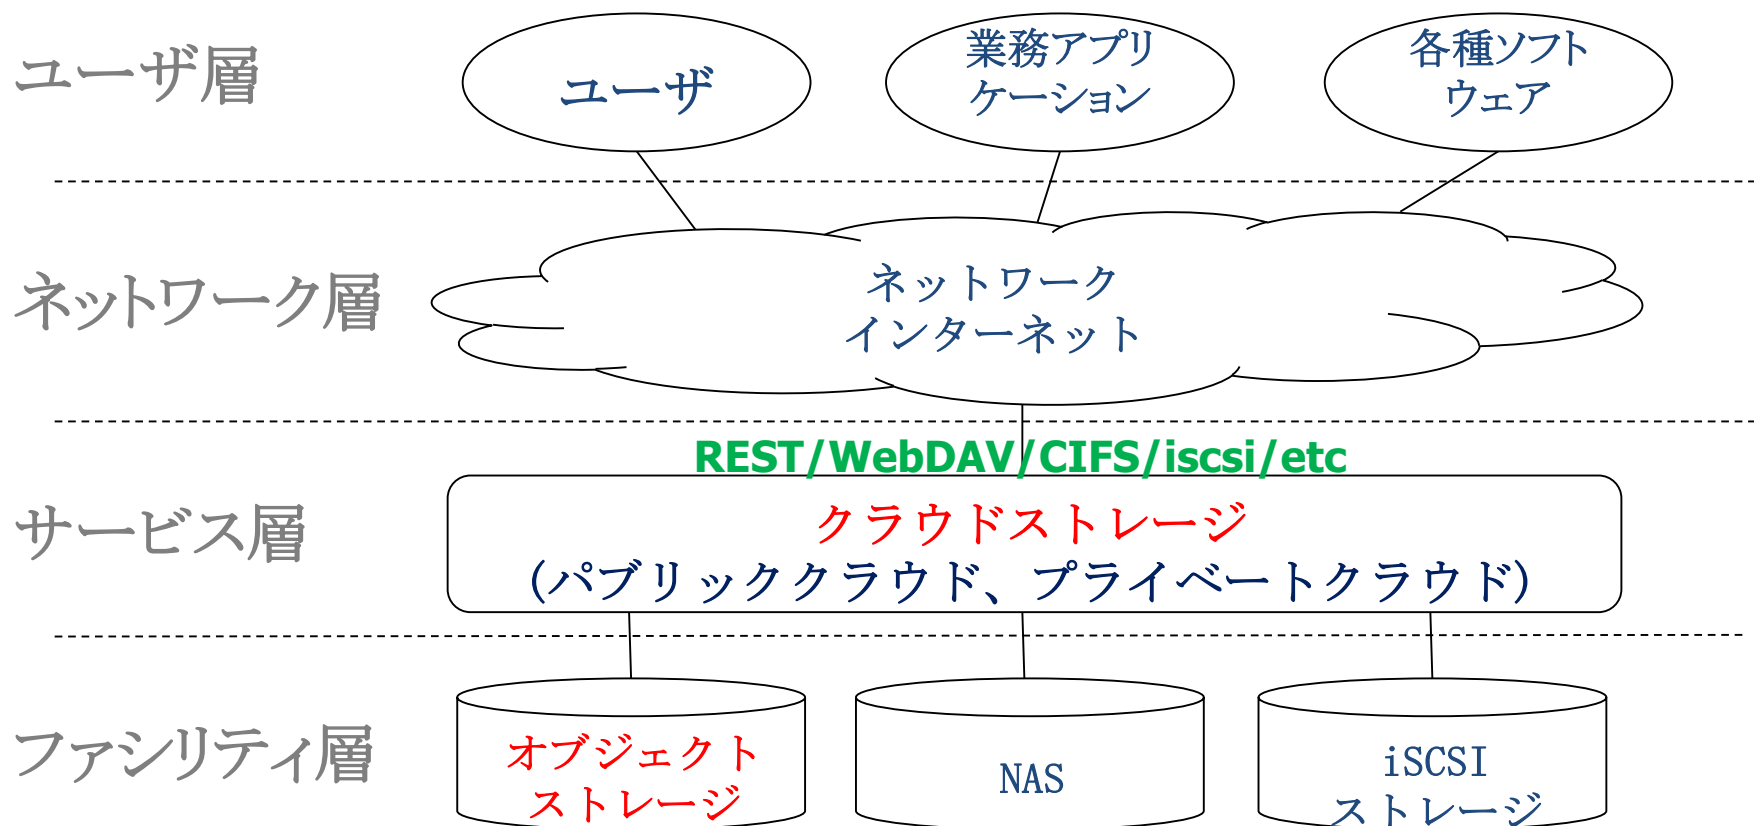 ユーザ層
ユーザ
業務アプリ
ケーション
各種ソフト
ウェア
ネットワーク層
ネットワーク
インターネット
REST/WebDAV/CIFS/iscsi/etc
サービス層
クラウドストレージ
(パブリッククラウド、プライベートクラウド)
ファシリティ層
オブジェクト
ストレージ
NAS
iSCSI
ストレージ